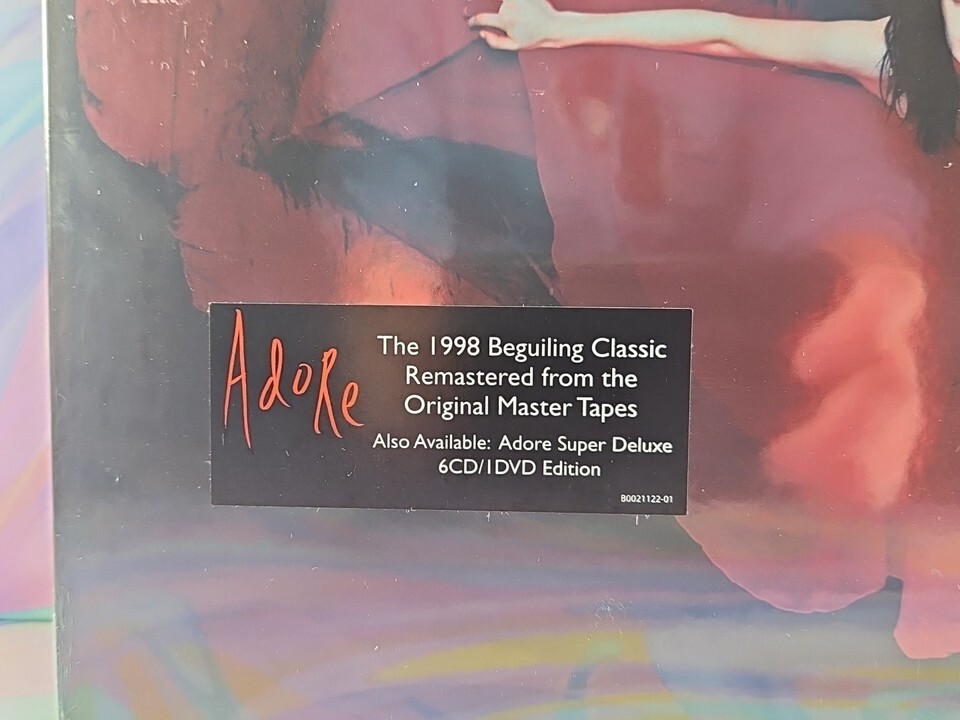 AdoRe
The 1998 Beguiling Classic
Remastered from the
Original Master Tapes
Also Available: Adore Super Deluxe
6CD/1DVD Edition
B0021122-01